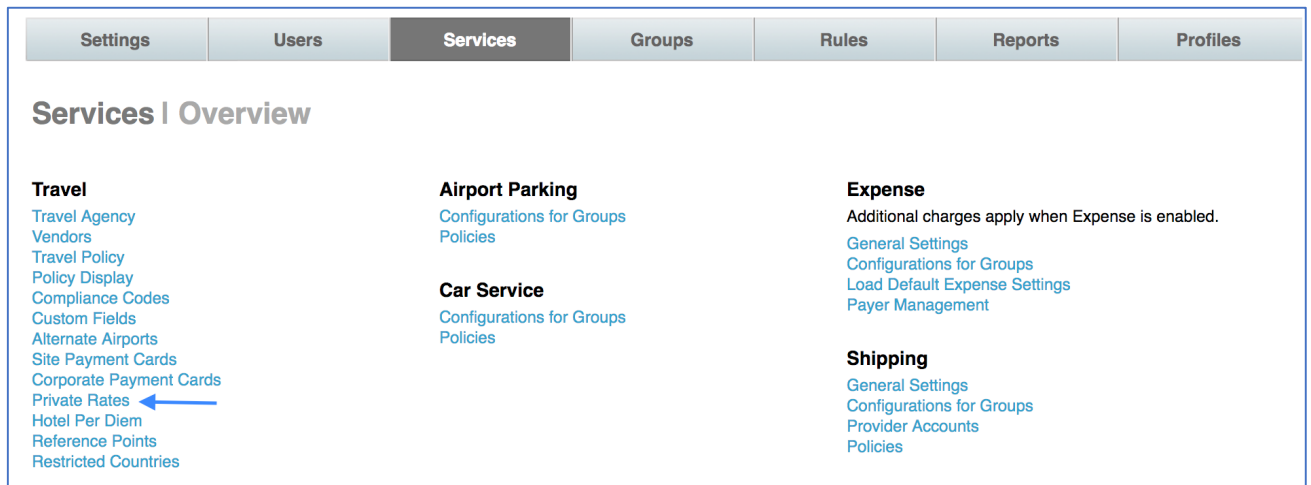 Settings Users Services Groups Rules Reports Profiles
Services | Overview
Travel
Travel Agency
Vendors
Travel Policy
Policy Display
Compliance Codes
Custom Fields
Alternate Airports
Site Payment Cards
Corporate Payment Cards
Private Rates
Hotel Per Diem
Reference Points
Restricted Countries
Airport Parking
Configurations for Groups
Policies
Car Service
Configurations for Groups
Policies
Expense
Additional charges apply when Expense is enabled.
General Settings
Configurations for Groups
Load Default Expense Settings
Payer Management
Shipping
General Settings
Configurations for Groups
Provider Accounts
Policies